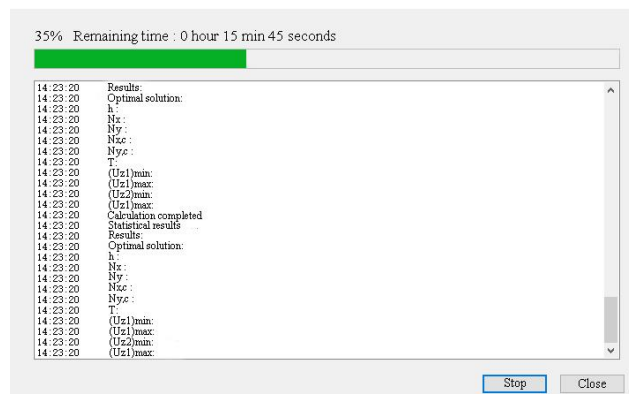 35% Remaining time : 0 hour 15 min 45 seconds
14:23:20 Results:
14:23:20 Optimal solution:
14:23:20 h :
14:23:20 Nx :
14:23:20 Ny :
14:23:20 Nx,c :
14:23:20 Ny,c :
14:23:20 T:
14:23:20 (Uz1)min:
14:23:20 (Uz1)max:
14:23:20 (Uz2)min:
14:23:20 (Uz1)max:
14:23:20 Calculation completed
14:23:20 Statistical results
14:23:20 Results:
14:23:20 Optimal solution:
14:23:20 h :
14:23:20 Nx :
14:23:20 Ny :
14:23:20 Nx,c :
14:23:20 Ny,c :
14:23:20 T:
14:23:20 (Uz1)min:
14:23:20 (Uz1)max:
14:23:20 (Uz2)min:
14:23:20 (Uz1)max:
Stop Close